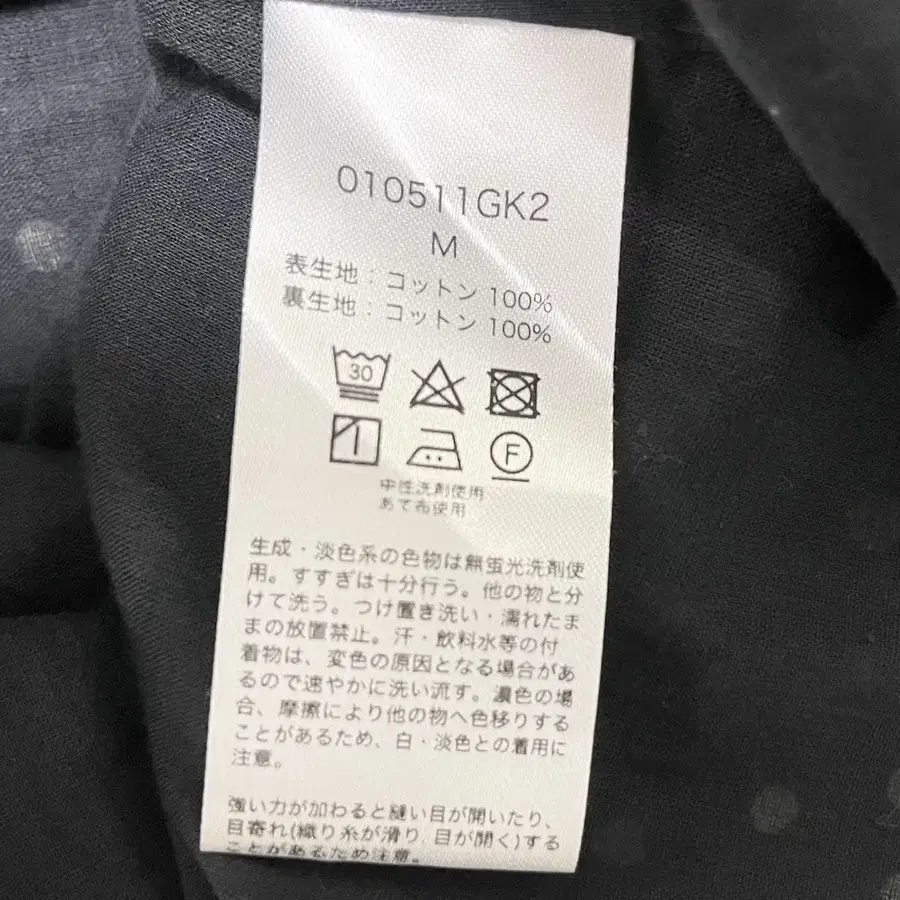 010511GK2
M
表生地：コットン 100%
裏生地：コットン 100%
30
F
中性洗剤使用
あて布使用
生成・淡色系の色物は無蛍光洗剤使
用。すすぎは十分行う。他の物と分
けて洗う。つけ置き洗い・濡れたま
まの放置禁止。汗・飲料水等の付
着物は、変色の原因となる場合があ
るので速やかに洗い流す。濃色の場
合、摩擦により他の物へ色移りする
ことがあるため、白・淡色との着用に
注意。
強い力が加わると縫い目が開いたり、
目寄れ(織り糸が滑り、目が開く)する
ことがあるため注意。